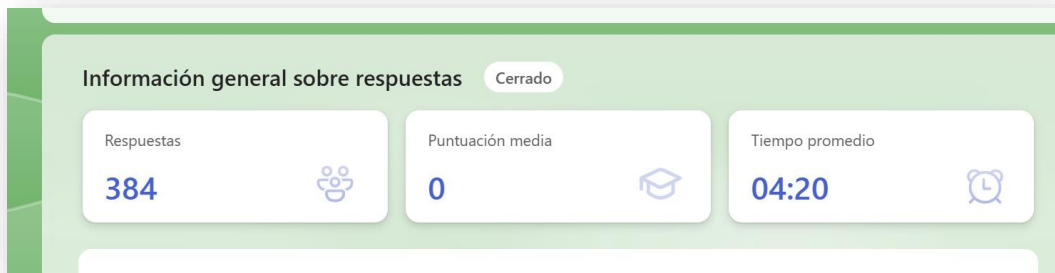 Información general sobre respuestas
Cerrado
Respuestas
384
Puntuación media
0
Tiempo promedio
04:20